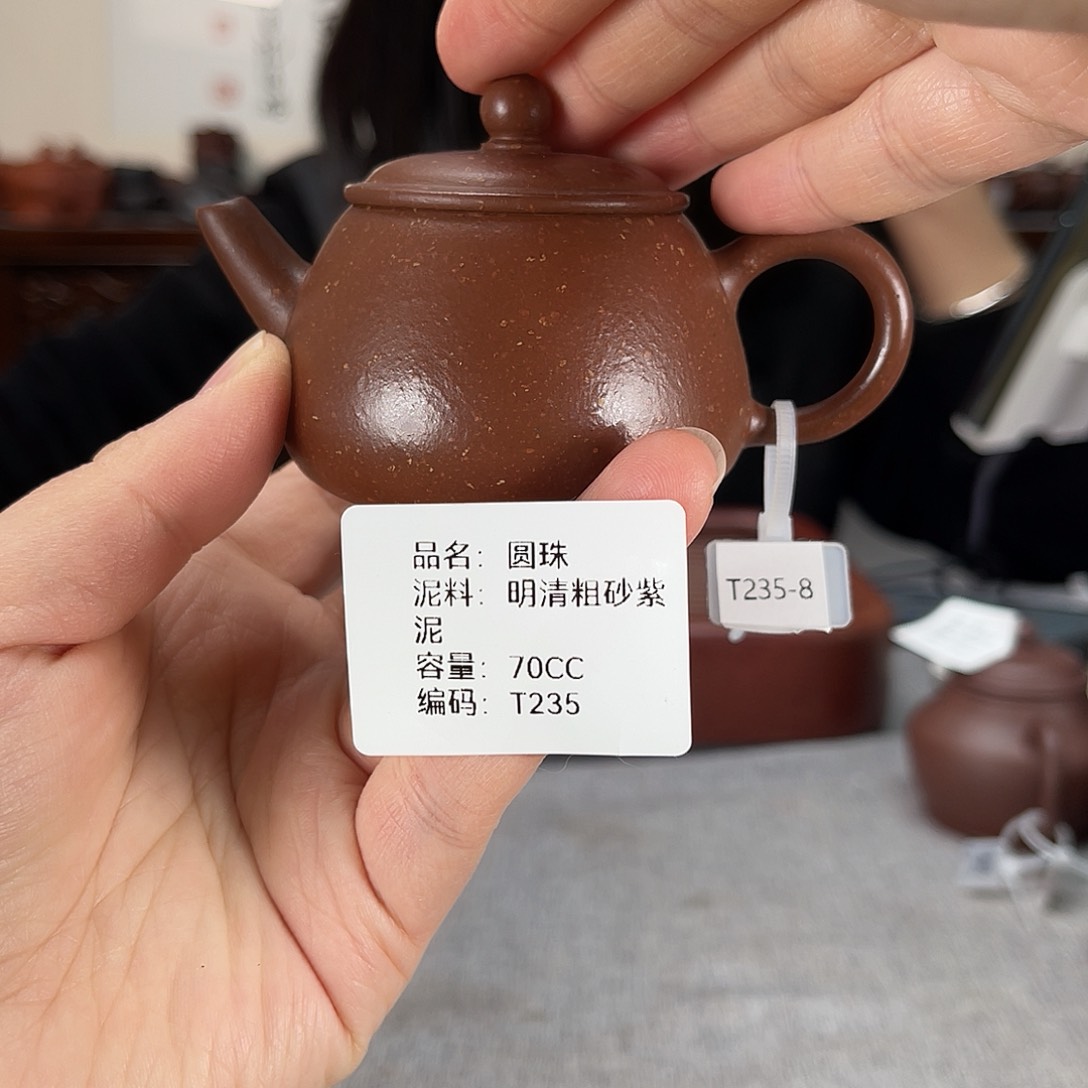 品名: 圆珠
泥料: 明清粗砂紫
泥
容量: 70CC
编码: T235
T235-8